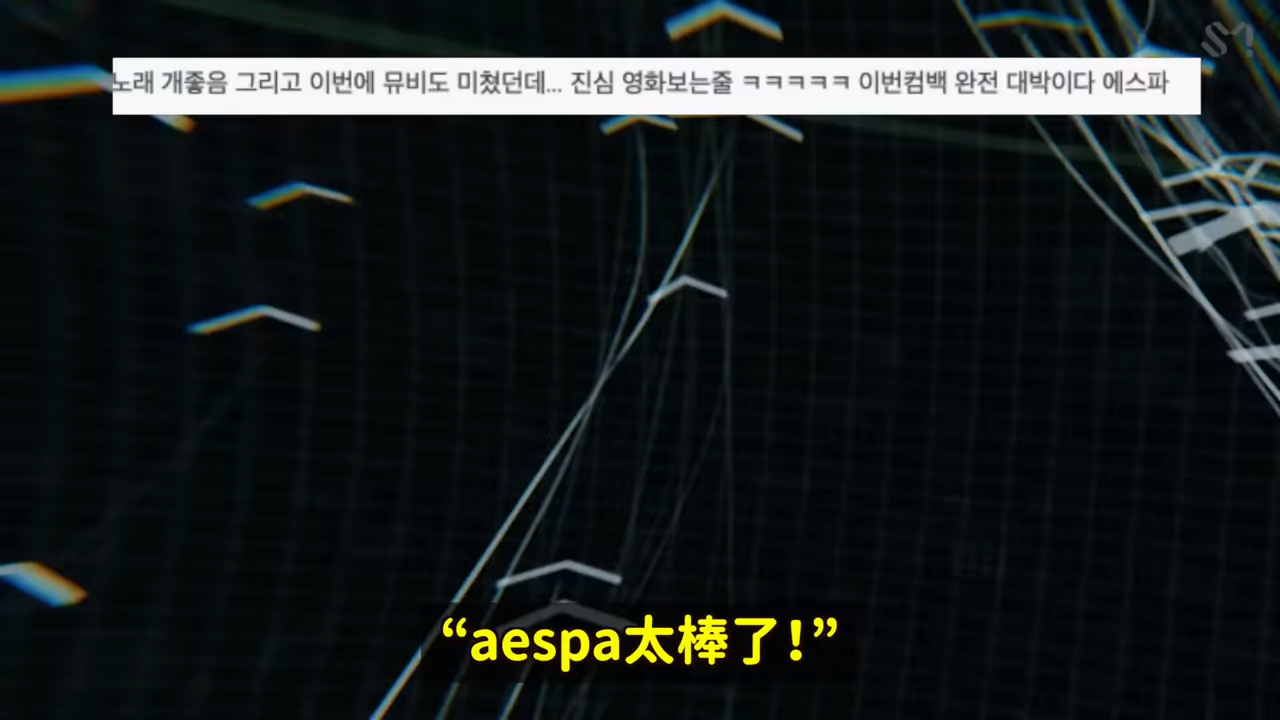 SM
노래 개좋음 그리고 이번에 뮤비도 미쳤던데... 진심 영화보는줄 ㅋㅋㅋㅋㅋ 이번컴백 완전 대박이다 에스파
“aespa太棒了!”